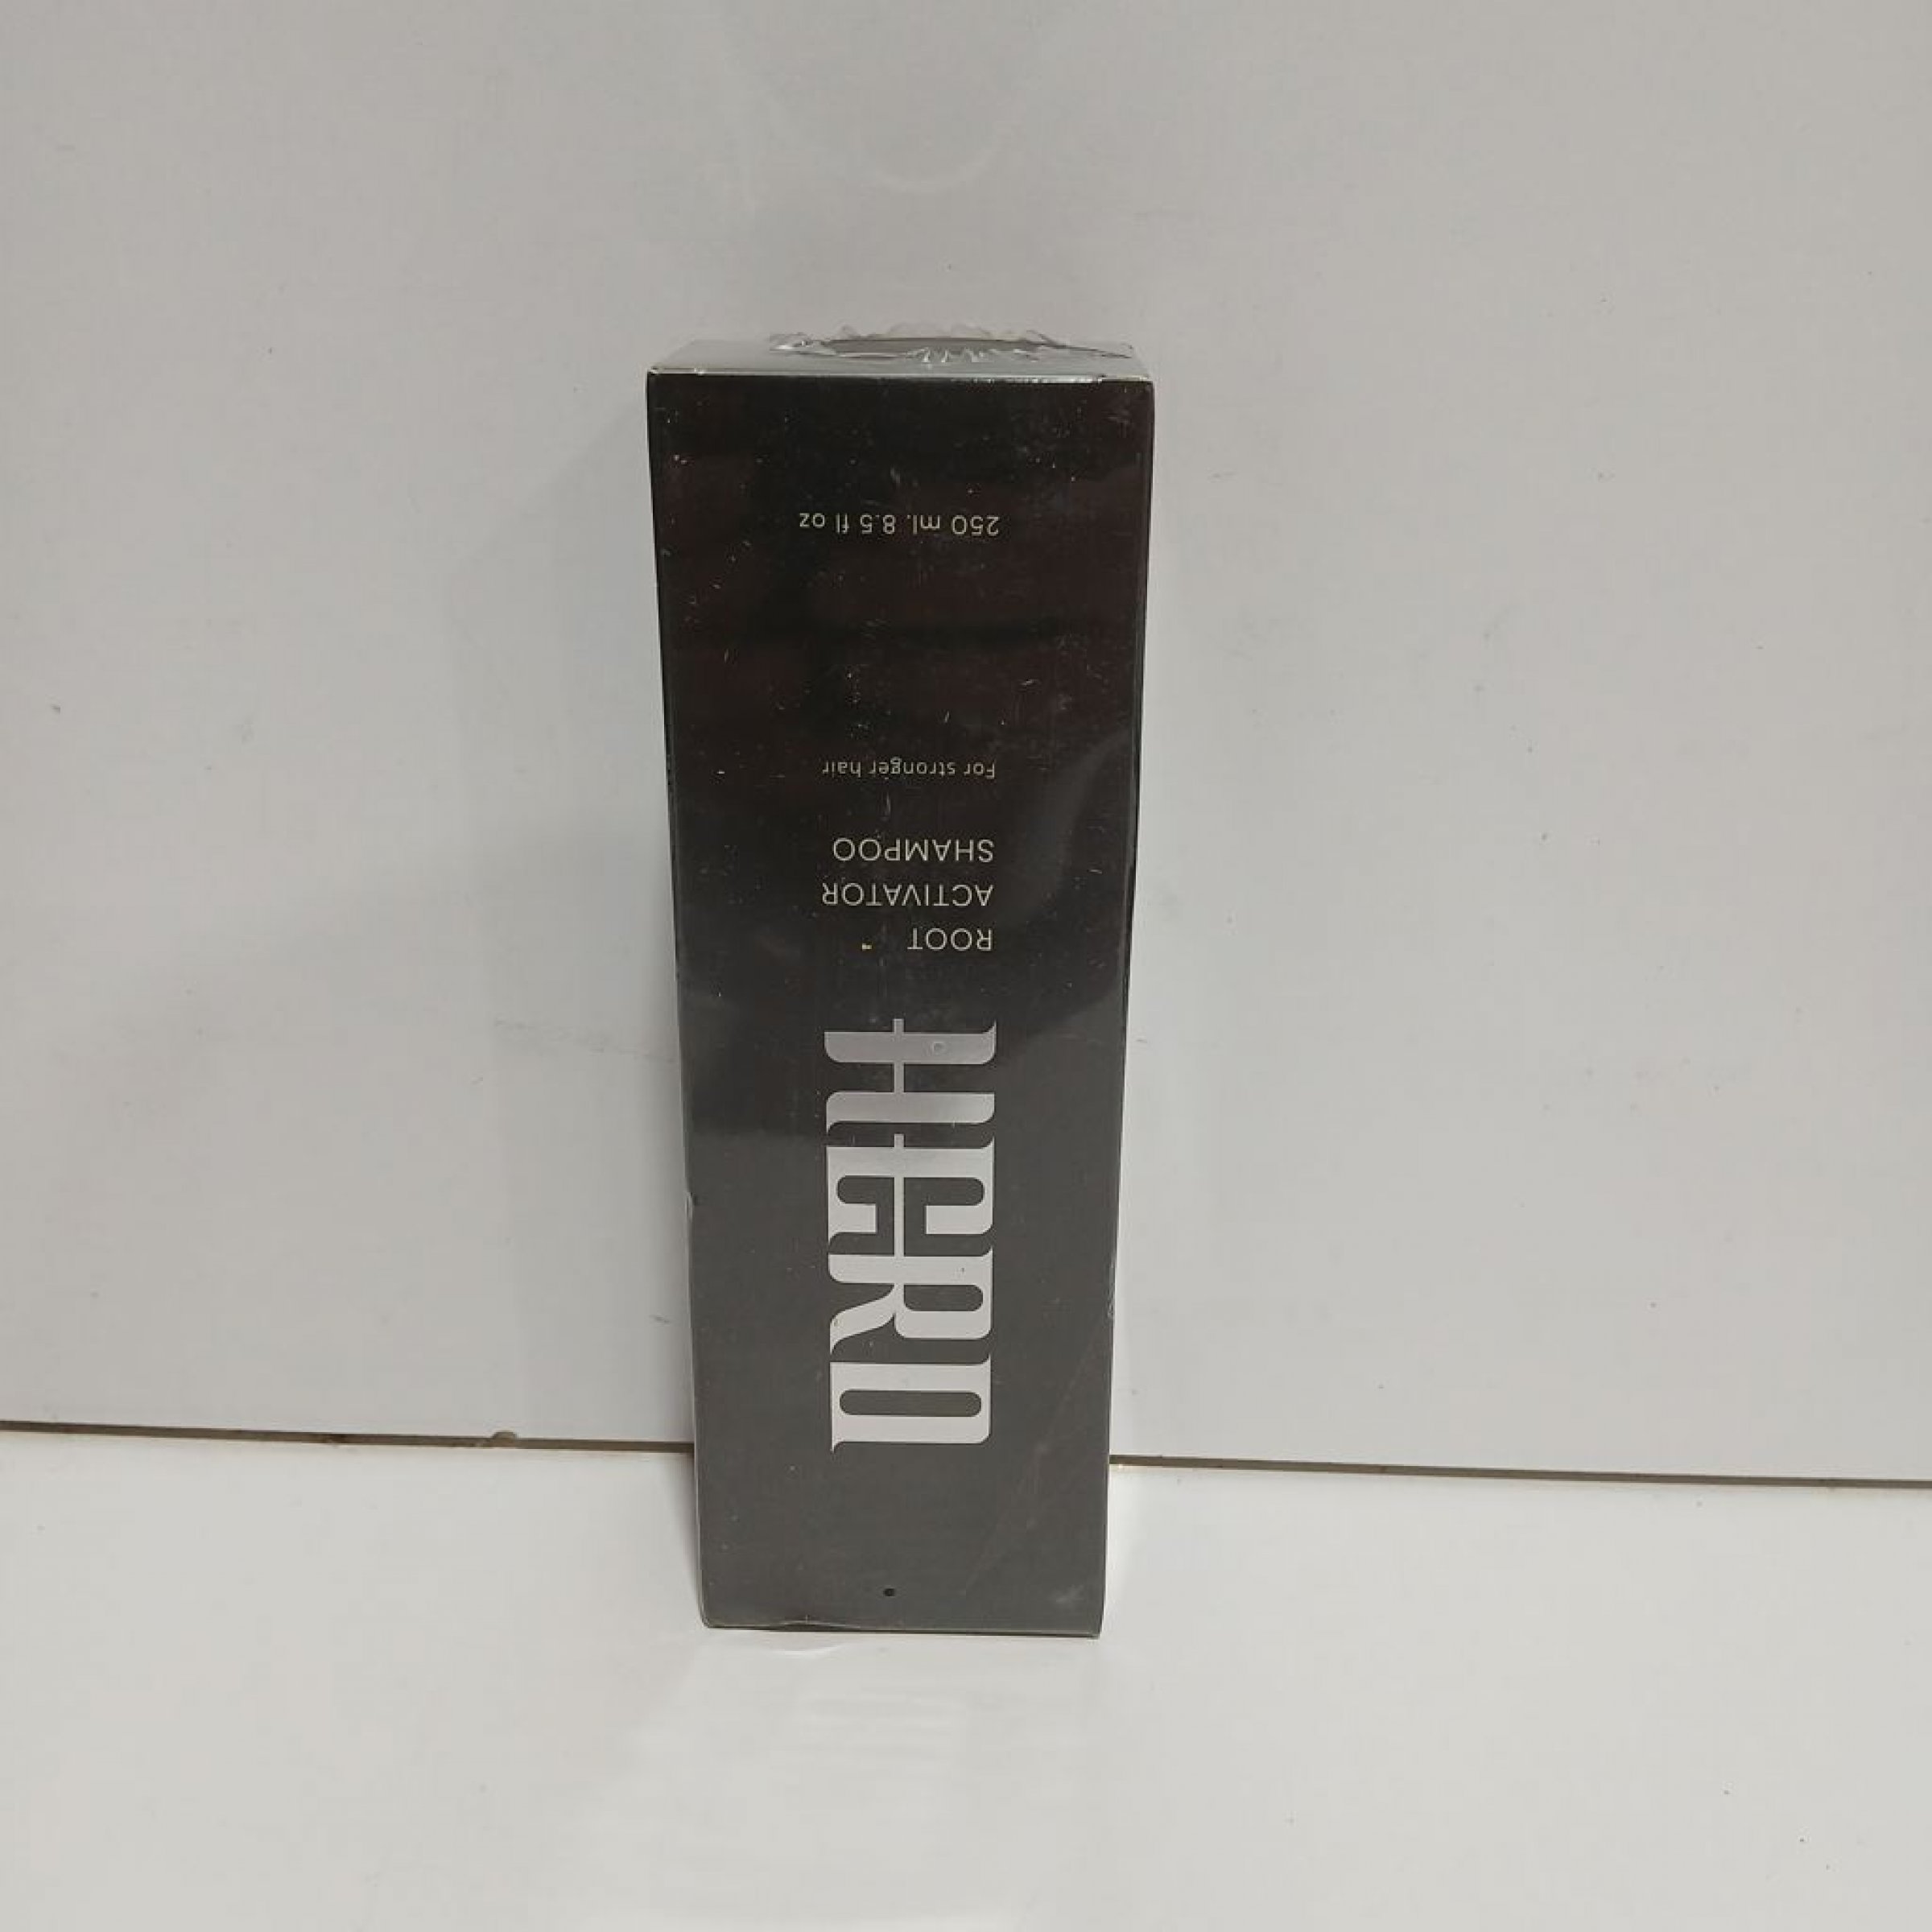 HERO
ROOT
ACTIVATOR
SHAMPOO
For stronger hair
250 ml. 8.5 fl oz